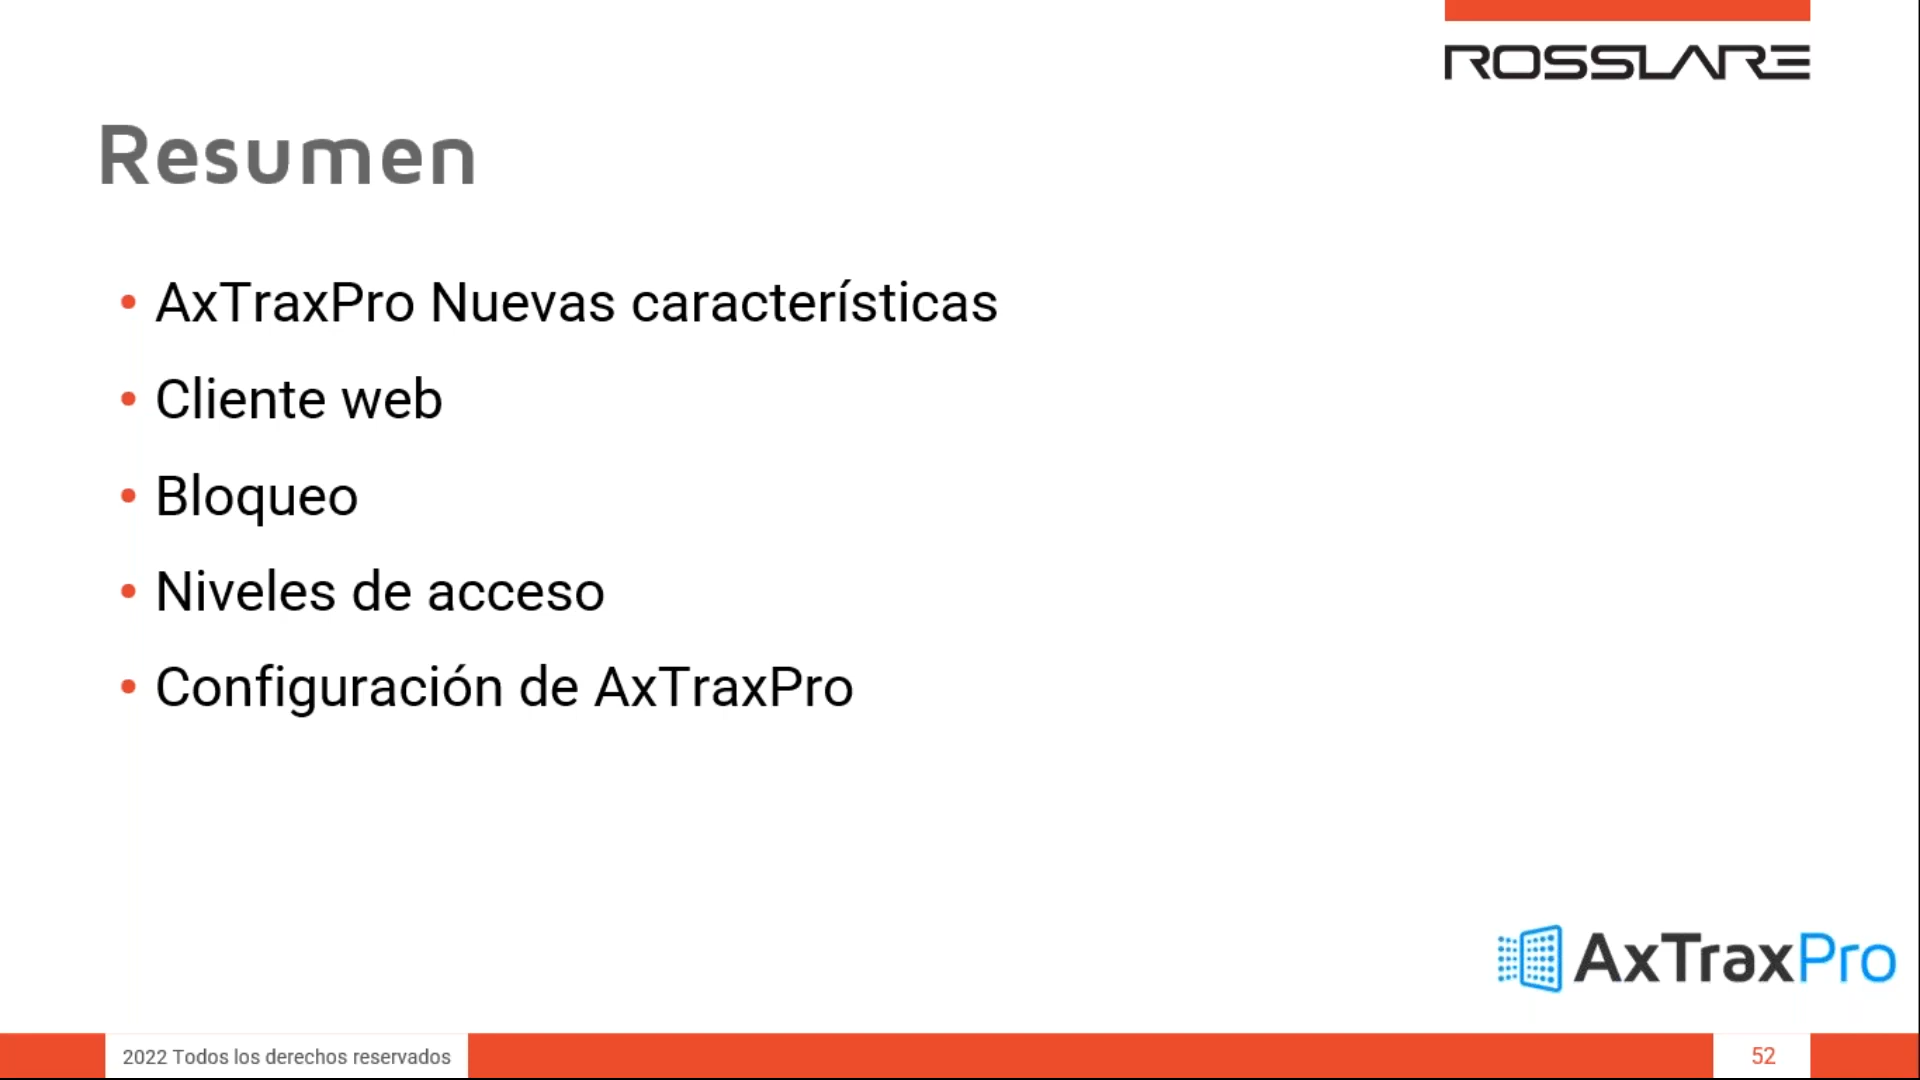 ROSSLARE
Resumen
• AxTraxPro Nuevas características
• Cliente web
• Bloqueo
• Niveles de acceso
• Configuración de AxTraxPro
AxTraxPro
2022 Todos los derechos reservados
52